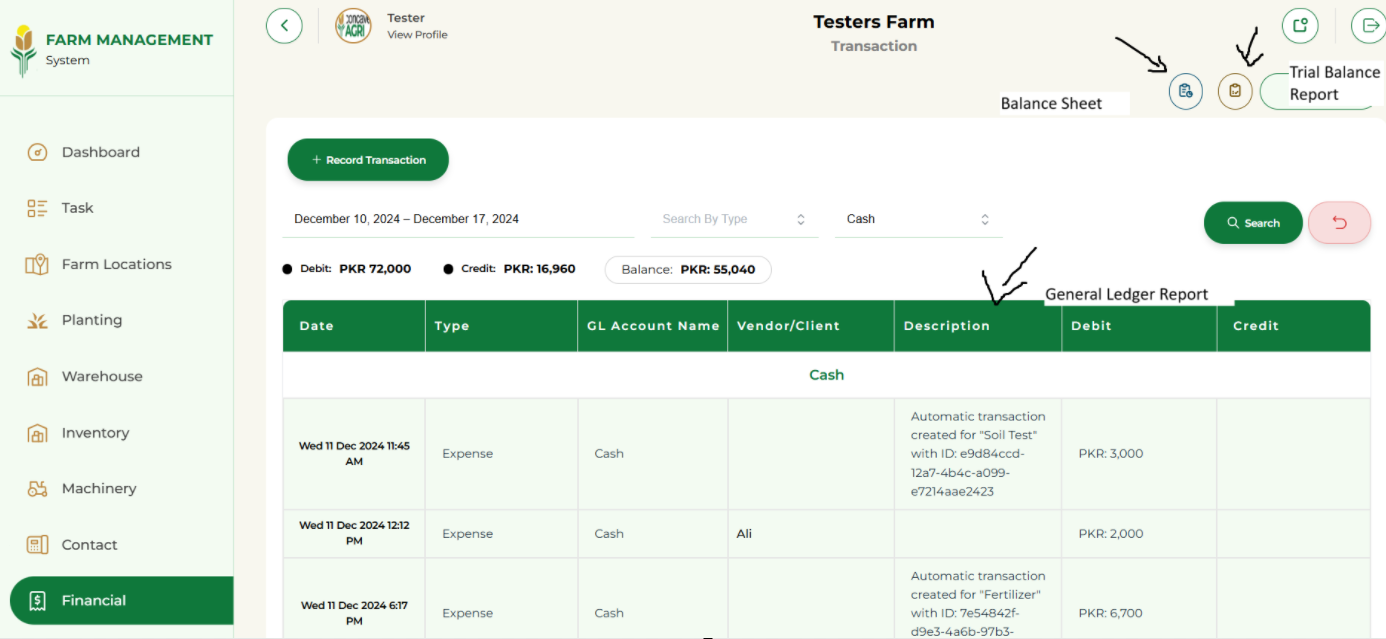 FARM MANAGEMENT
System
Dashboard
Task
Farm Locations
Planting
Warehouse
Inventory
Machinery
Contact
Financial
CONCAVE
AGRI
Tester
View Profile
Testers Farm
Transaction
Balance Sheet
Trial Balance
Report
+ Record Transaction
December 10, 2024 – December 17, 2024
Search By Type
Cash
Search
Debit: PKR 72,000
Credit: PKR: 16,960
Balance: PKR: 55,040
General Ledger Report
Date Type GL Account Name Vendor/Client Description Debit Credit
Cash
Wed 11 Dec 2024 11:45
AM
Expense
Cash
Automatic transaction
created for "Soil Test"
with ID: e9d84ccd-
12a7-4b4c-a099-
e7214aae2423
PKR: 3,000
Wed 11 Dec 2024 12:12
PM
Expense
Cash
Ali
PKR: 2,000
Wed 11 Dec 2024 6:17
PM
Expense
Cash
Automatic transaction
created for "Fertilizer"
with ID: 7e54842f-
d9e3-4a6b-97b3-
PKR: 6,700